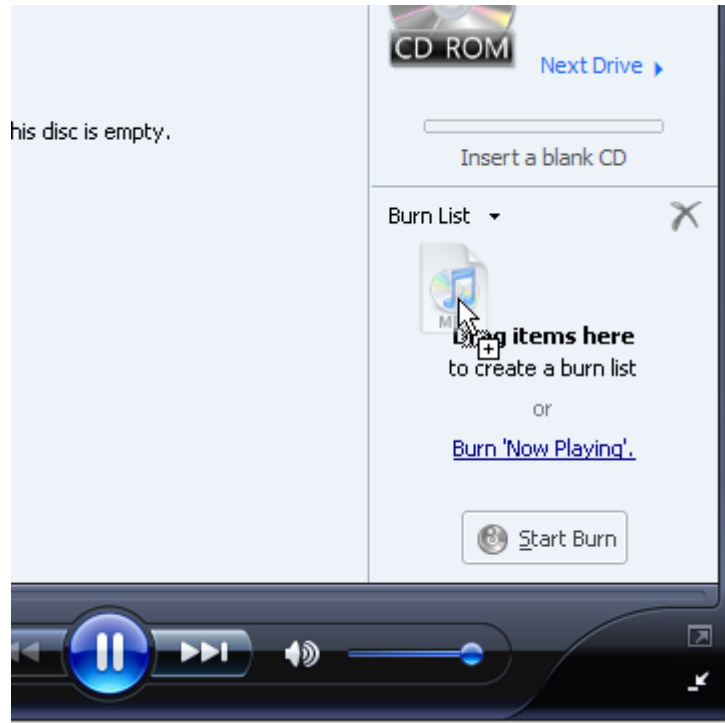 CD ROM
Next Drive
his disc is empty.
Insert a blank CD
Burn List
Drag items here
to create a burn list
or
Burn 'Now Playing'.
Start Burn